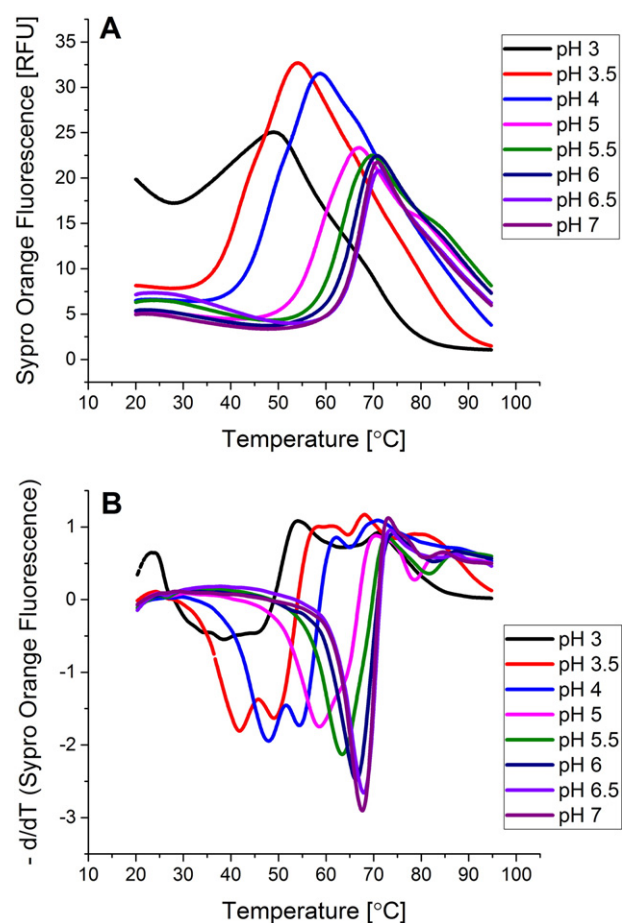 A
Sypro Orange Fluorescence [RFU]
35
30
25
20
15
10
5
0
10 20 30 40 50 60 70 80 90 100
Temperature [°C]
pH 3
pH 3.5
pH 4
pH 5
pH 5.5
pH 6
pH 6.5
pH 7
B
- d/dT (Sypro Orange Fluorescence)
1
0
-1
-2
-3
10 20 30 40 50 60 70 80 90 100
Temperature [°C]
pH 3
pH 3.5
pH 4
pH 5
pH 5.5
pH 6
pH 6.5
pH 7